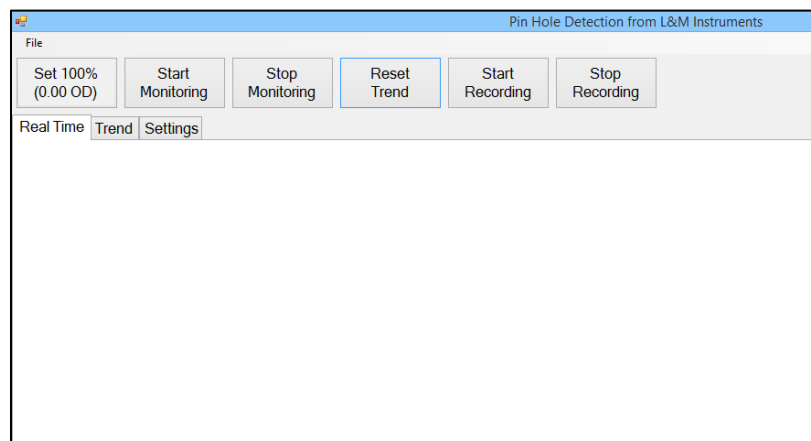 Pin Hole Detection from L&M Instruments
File
Set 100%
(0.00 OD)
Start
Monitoring
Stop
Monitoring
Reset
Trend
Start
Recording
Stop
Recording
Real Time Trend Settings